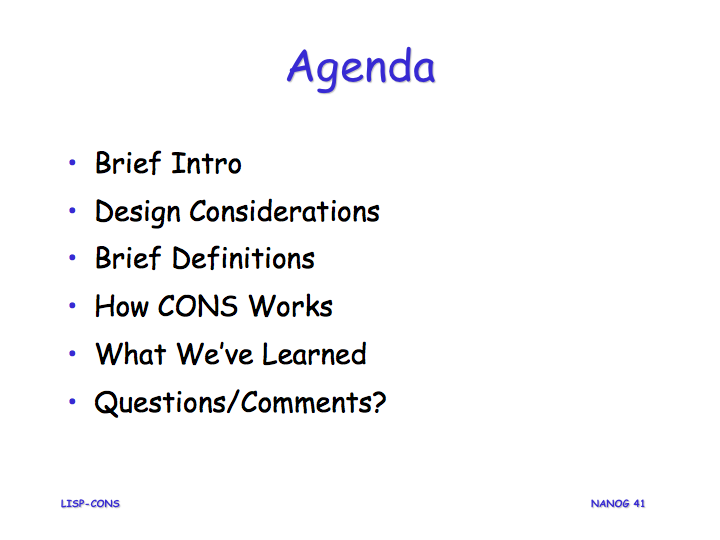 Agenda
• Brief Intro
• Design Considerations
• Brief Definitions
• How CONS Works
• What We've Learned
• Questions/Comments?
LISP-CONS
NANOG 41